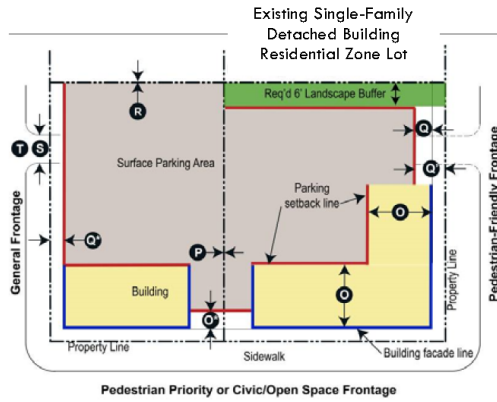 Existing Single-Family
Detached Building
Residential Zone Lot
Req'd 6' Landscape Buffer
R
Q
T S
Surface Parking Area
Q*
Parking
setback line
O
Q*
P
General Frontage
Pedestrian-Friendly Frontage
Building
O
O*
Property Line
Property Line
Sidewalk
Building facade line
Pedestrian Priority or Civic/Open Space Frontage